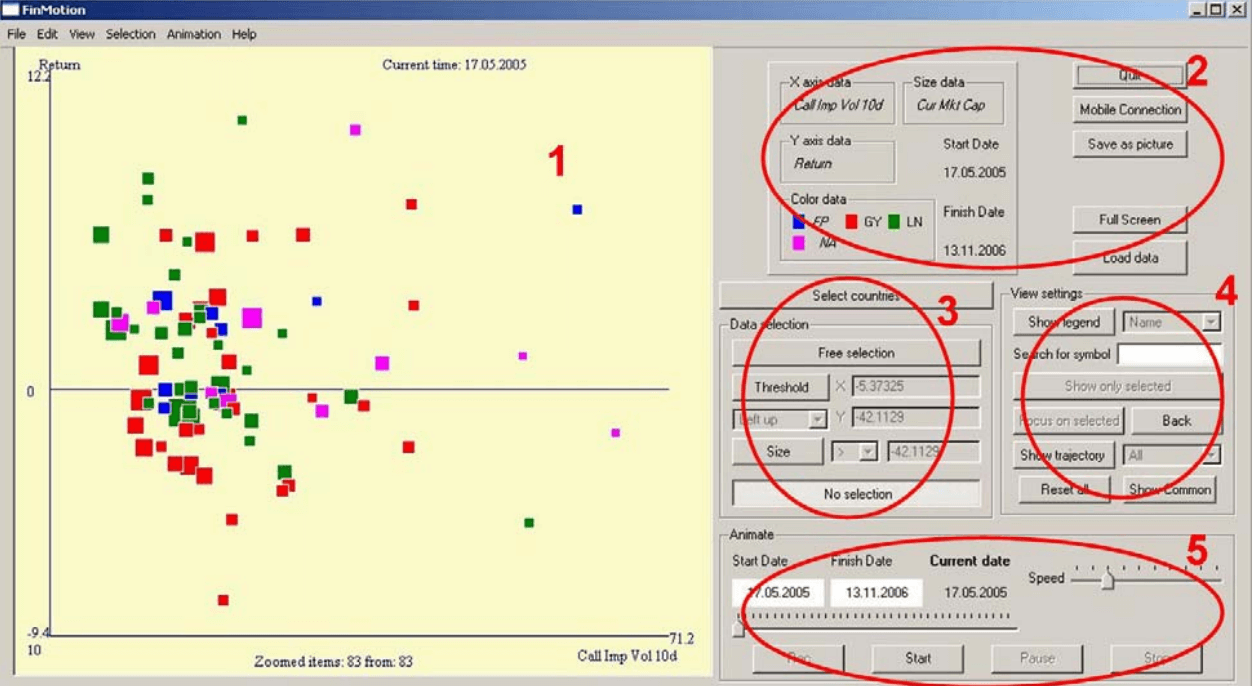 FinMotion
File Edit View Selection Animation Help
Return
12.2
Current time: 17.05.2005
1
0
-9.4
10
71.2
Zoomed items: 83 from: 83
Call Imp Vol 10d
2
X axis data
Call Imp Vol 10d
Size data
Cur Mkt Cap
Y axis data
Return
Start Date
17.05.2005
Color data
FP GY LN
NA
Finish Date
13.11.2006
Quit
Mobile Connection
Save as picture
Full Screen
Load data
Select countries
3
Data selection
Free selection
Threshold X -5.37325
Left up Y -42.1129
Size > -42.1129
No selection
View settings
4
Show legend Name
Search for symbol
Show only selected
Focus on selected Back
Show trajectory All
Reset all Show Common
Animate
5
Start Date Finish Date Current date Speed
17.05.2005 13.11.2006 17.05.2005
Start Pause Stop